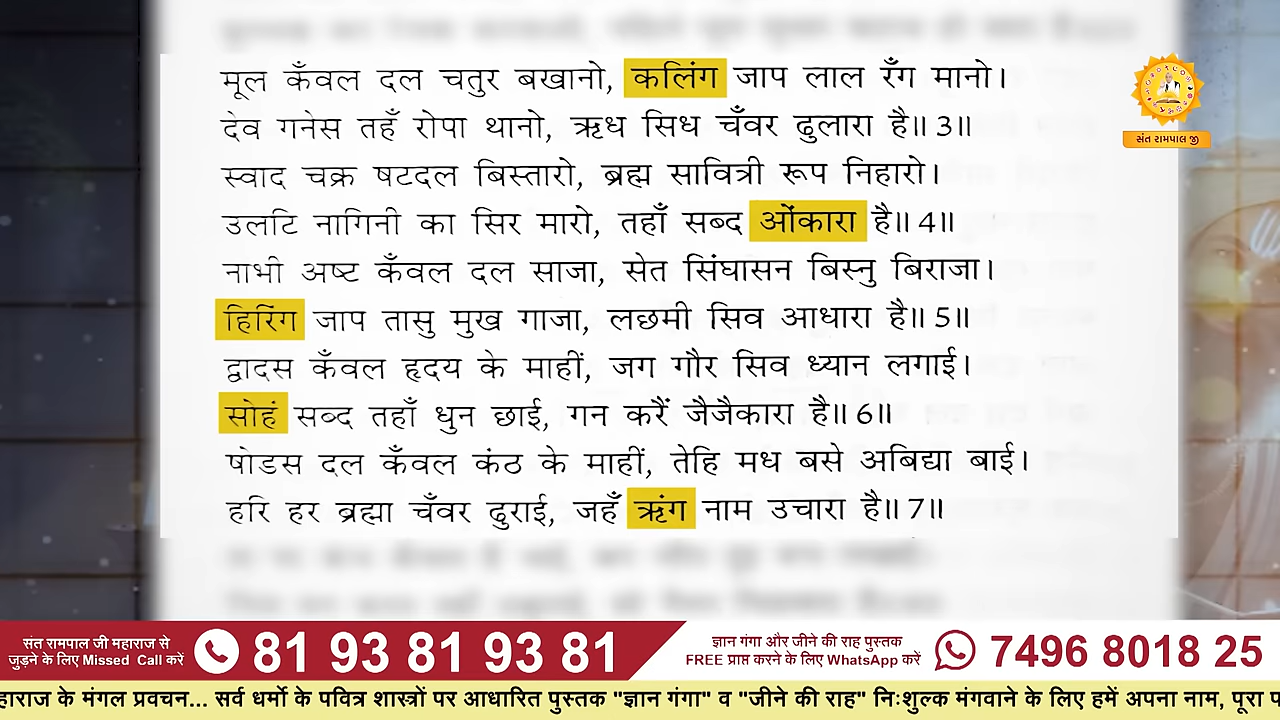 मूल कँवल दल चतुर बखानो, कलिंग जाप लाल रँग मानो।
देव गनेस तहँ रोपा थानो, ऋध सिध चँवर ढुलारा है॥ 3॥
स्वाद चक्र षटदल बिस्तारो, ब्रह्म सावित्री रूप निहारो।
उलटि नागिनी का सिर मारो, तहाँ सब्द ओंकारा है॥ 4॥
नाभी अष्ट कँवल दल साजा, सेत सिंघासन बिस्नु बिराजा।
हिरिंग जाप तासु मुख गाजा, लछमी सिव आधारा है॥ 5॥
द्वादस कँवल हृदय के माहीं, जग गौर सिव ध्यान लगाई।
सोहं सब्द तहाँ धुन छाई, गन करैं जैजैकारा है॥ 6॥
षोडस दल कँवल कंठ के माहीं, तेहि मध बसे अबिद्या बाई।
हरि हर ब्रह्मा चँवर ढुराई, जहँ ऋंग नाम उचारा है॥ 7॥
સંત રામપાલ જી
संत रामपाल जी महाराज से
जुड़ने के लिए Missed Call करें
81 93 81 93 81
ज्ञान गंगा और जीने की राह पुस्तक
FREE प्राप्त करने के लिए WhatsApp करें
7496 8018 25
हाराज के मंगल प्रवचन... सर्व धर्मो के पवित्र शास्त्रों पर आधारित पुस्तक "ज्ञान गंगा" व "जीने की राह" निःशुल्क मंगवाने के लिए हमें अपना नाम, पूरा प